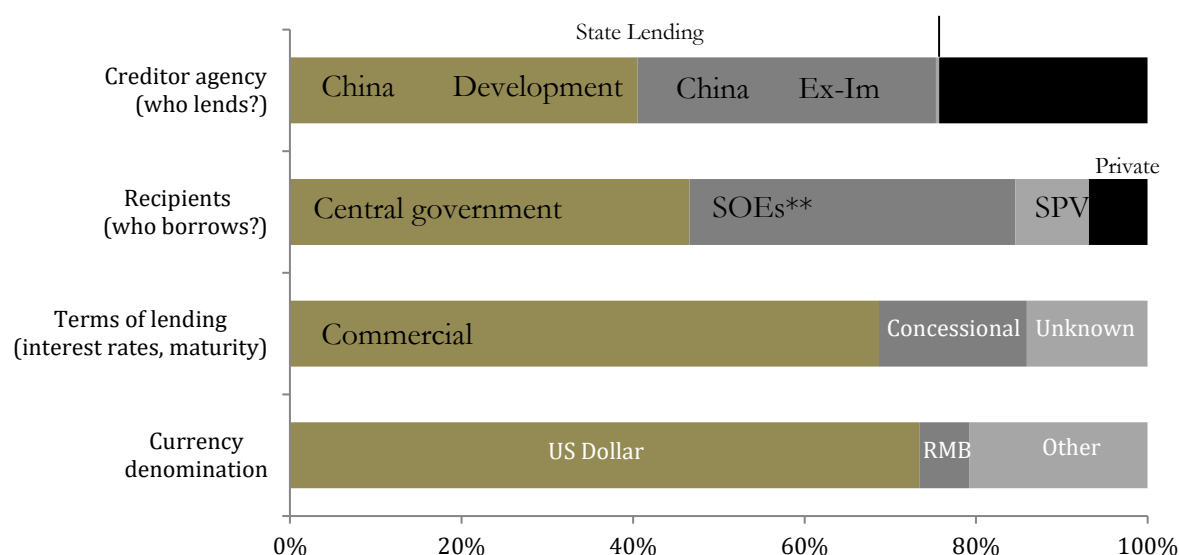 State Lending
Creditor agency
(who lends?)
China Development China Ex-Im
Private
Recipients
(who borrows?)
Central government SOEs** SPV
Terms of lending
(interest rates, maturity)
Commercial Concessional Unknown
Currency
denomination
US Dollar RMB Other
0% 20% 40% 60% 80% 100%